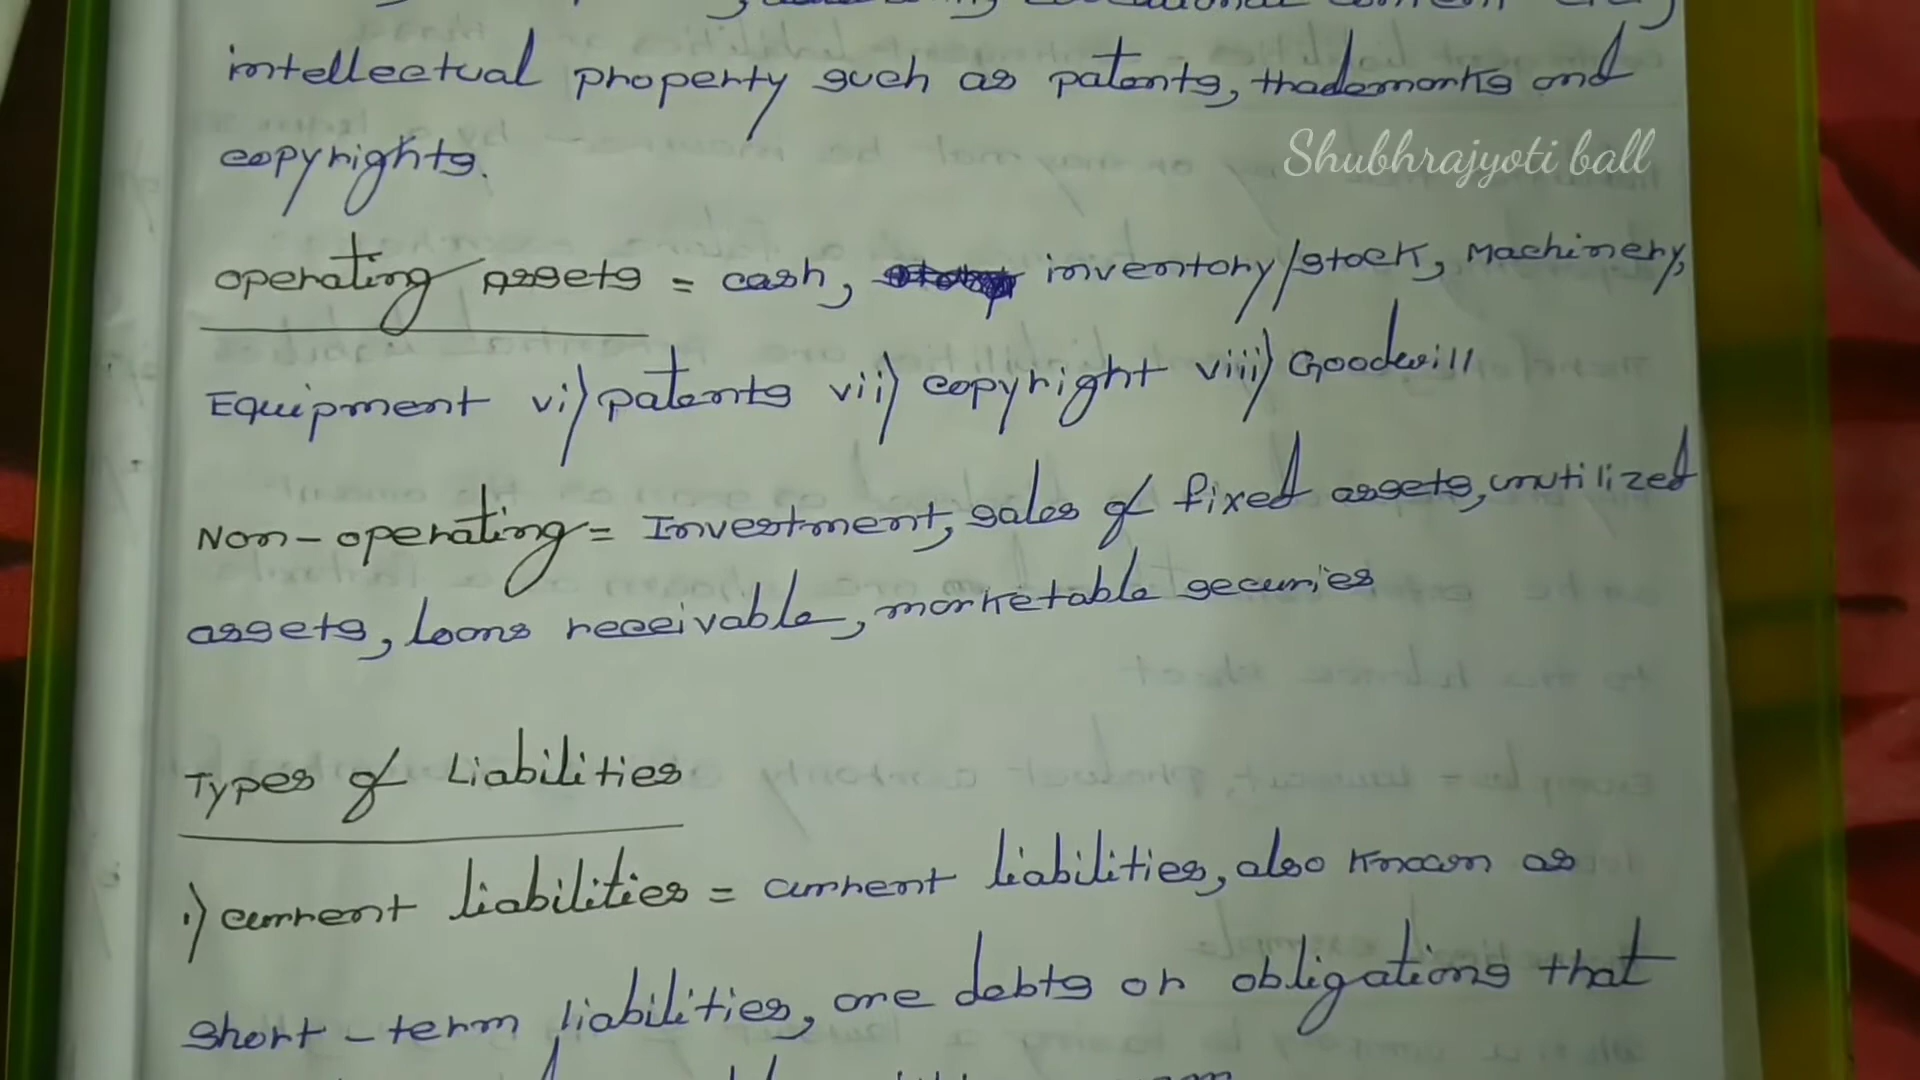 intellectual property such as patents, trademarks and
copyrights.
Shubhrajyoti ball
Operating Assets = cash, inventory/stock, Machinery,
Equipment vi) patents vii) copyright viii) Goodwill
Non-operating = Investment, sales of fixed assets, unutilized
assets, loans receivable, marketable securies
Types of Liabilities
i) current liabilities = current liabilities, also known as
short-term liabilities, are debts or obligations that